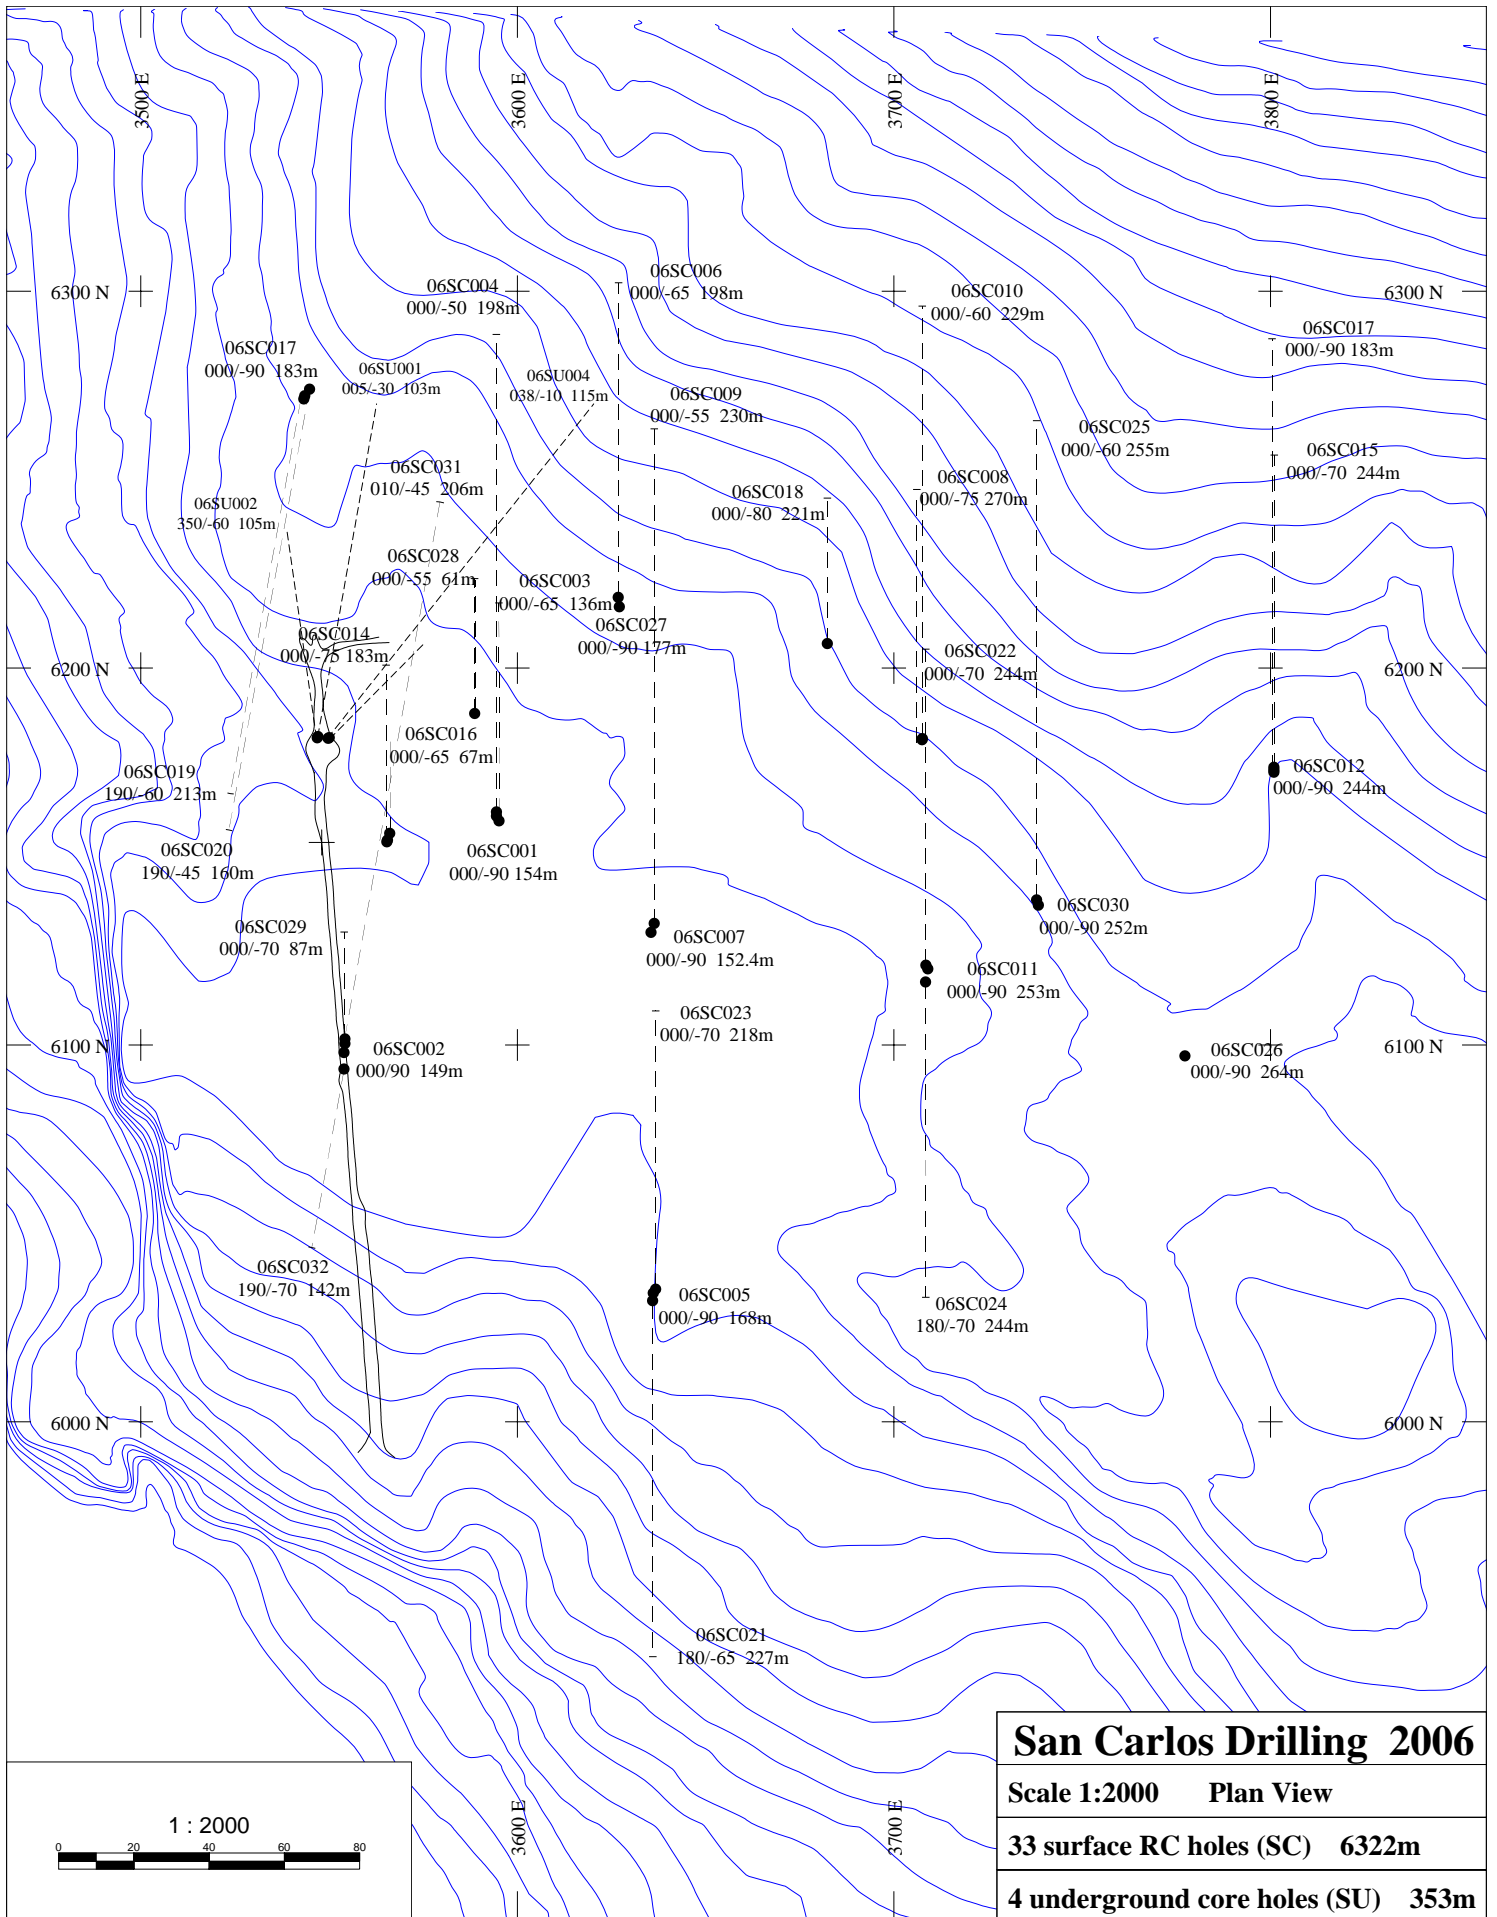 3500 E
3600 E
3700 E
3800 E
06SC006
000/-65 198m
06SC004
000/-50 198m
06SC010
000/-60 229m
6300 N
6300 N
06SC017
000/-90 183m
06SC017
000/-90 183m
06SU001
005/-30 103m
06SU004
038/-10 115m
06SC009
000/-55 230m
06SC025
000/-60 255m
06SC015
000/-70 244m
06SC031
010/-45 206m
06SC008
000/-75 270m
06SC018
000/-80 221m
06SU002
350/-60 105m
06SC028
000/-55 61m
06SC003
000/-65 136m
06SC027
000/-90 177m
06SC014
000/-75 183m
06SC022
000/-70 244m
6200 N
6200 N
06SC016
000/-65 67m
06SC019
190/-60 213m
06SC012
000/-90 244m
06SC020
190/-45 160m
06SC001
000/-90 154m
06SC030
000/-90 252m
06SC029
000/-70 87m
06SC007
000/-90 152.4m
06SC011
000/-90 253m
06SC023
000/-70 218m
6100 N
6100 N
06SC002
000/90 149m
06SC026
000/-90 264m
06SC032
190/-70 142m
06SC005
000/-90 168m
06SC024
180/-70 244m
6000 N
6000 N
06SC021
180/-65 227m
3600 E
3700 E
1 : 2000
0 20 40 60 80
San Carlos Drilling 2006
Scale 1:2000 Plan View
33 surface RC holes (SC) 6322m
4 underground core holes (SU) 353m